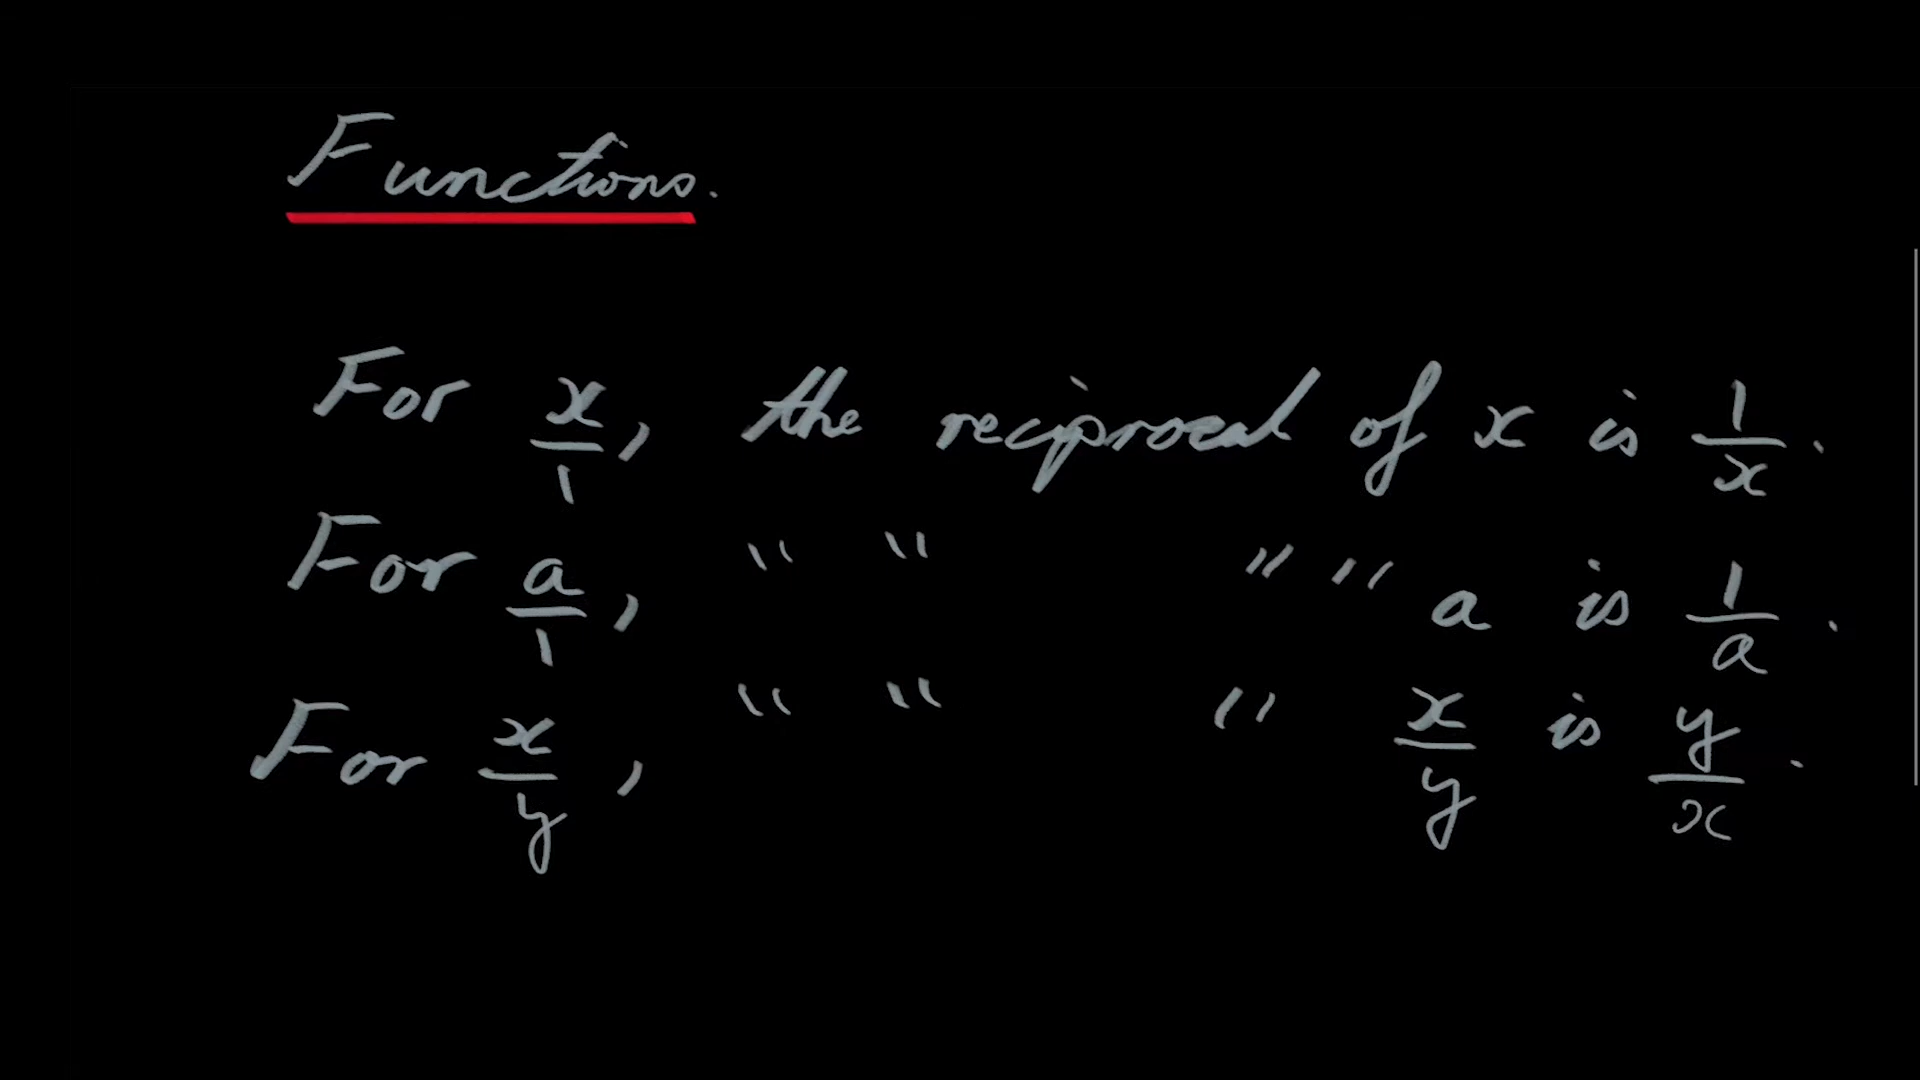 Functions.
For x/1, the reciprocal of x is 1/x.
For a/1, " " " " a is 1/a.
For x/y, " " " x/y is y/x.